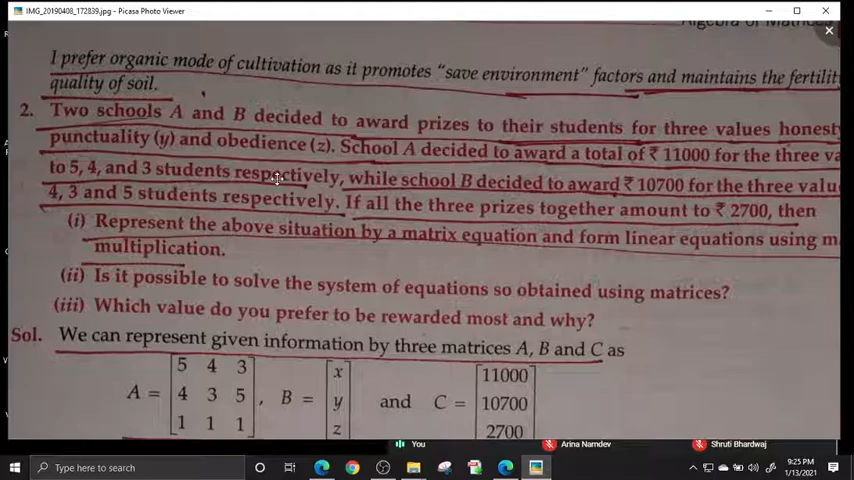 IMG_20190408_172839.jpg - Picasa Photo Viewer
Algebra of Matrices
I prefer organic mode of cultivation as it promotes "save environment" factors and maintains the fertility
quality of soil.
2. Two schools A and B decided to award prizes to their students for three values honesty
punctuality (y) and obedience (z). School A decided to award a total of ₹ 11000 for the three va
to 5, 4, and 3 students respectively, while school B decided to award ₹ 10700 for the three valu
4, 3 and 5 students respectively. If all the three prizes together amount to ₹ 2700, then
(i) Represent the above situation by a matrix equation and form linear equations using m
multiplication.
(ii) Is it possible to solve the system of equations so obtained using matrices?
(iii) Which value do you prefer to be rewarded most and why?
Sol. We can represent given information by three matrices A, B and C as
5 4 3 x 11000
A = 4 3 5 , B = y and C = 10700
1 1 1 z 2700
You Arina Namdev Shruti Bhardwaj
Type here to search 9:25 PM
1/13/2021